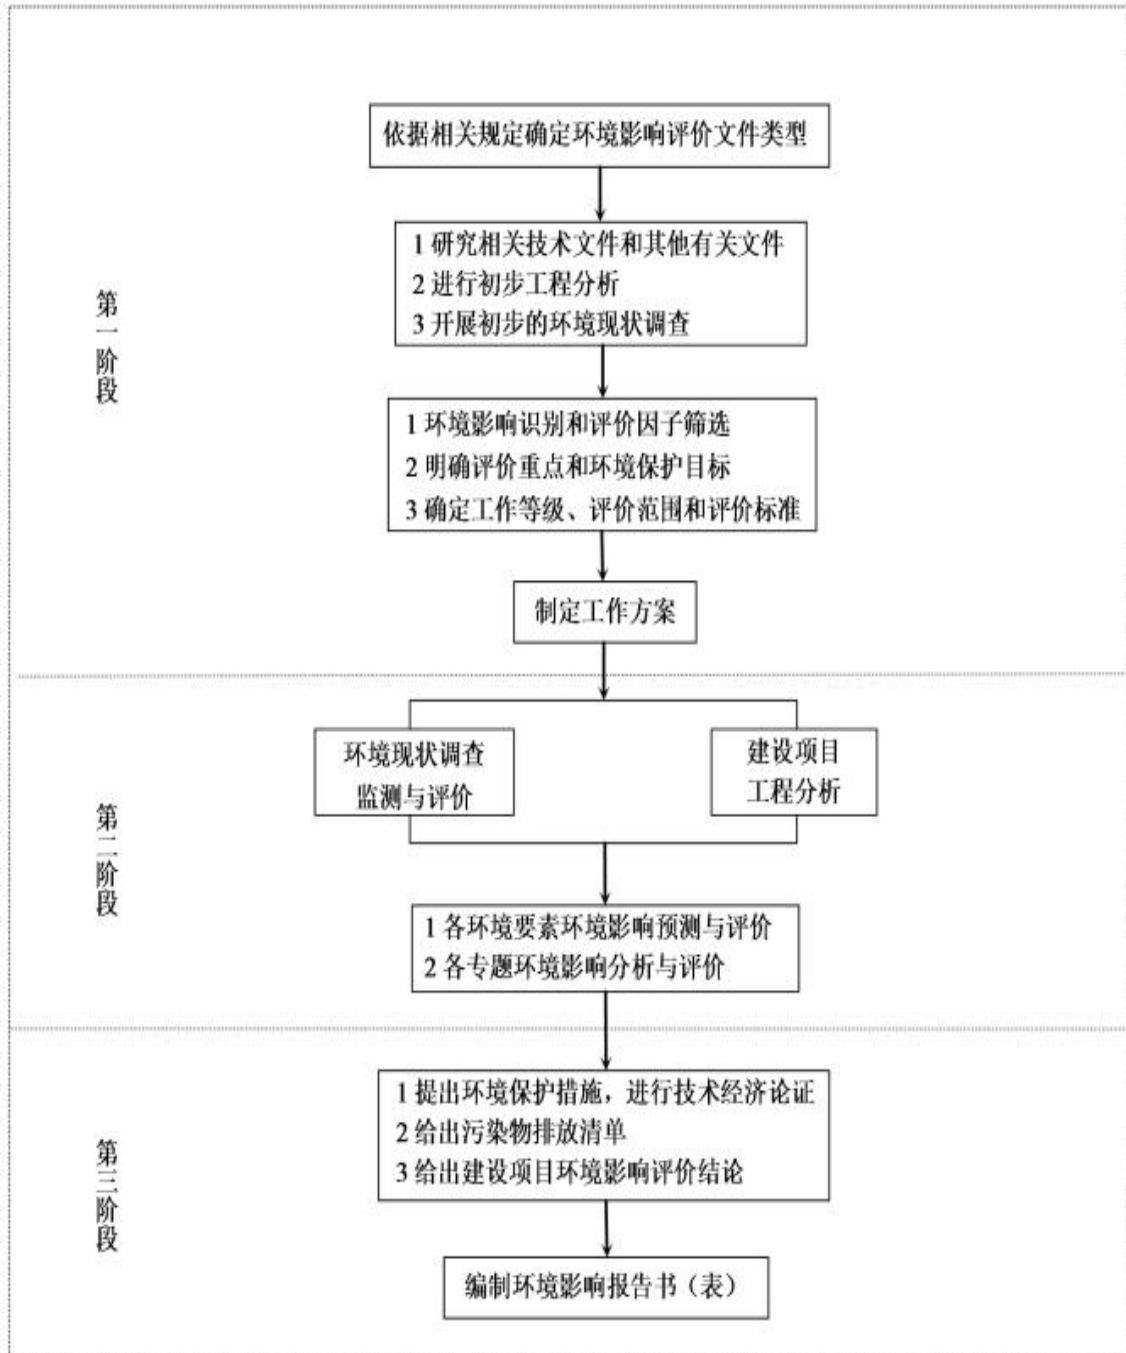 依据相关规定确定环境影响评价文件类型
1 研究相关技术文件和其他有关文件
2 进行初步工程分析
3 开展初步的环境现状调查
第一阶段
1 环境影响识别和评价因子筛选
2 明确评价重点和环境保护目标
3 确定工作等级、评价范围和评价标准
制定工作方案
环境现状调查
监测与评价
建设项目
工程分析
第二阶段
1 各环境要素环境影响预测与评价
2 各专题环境影响分析与评价
1 提出环境保护措施，进行技术经济论证
2 给出污染物排放清单
3 给出建设项目环境影响评价结论
第三阶段
编制环境影响报告书（表）